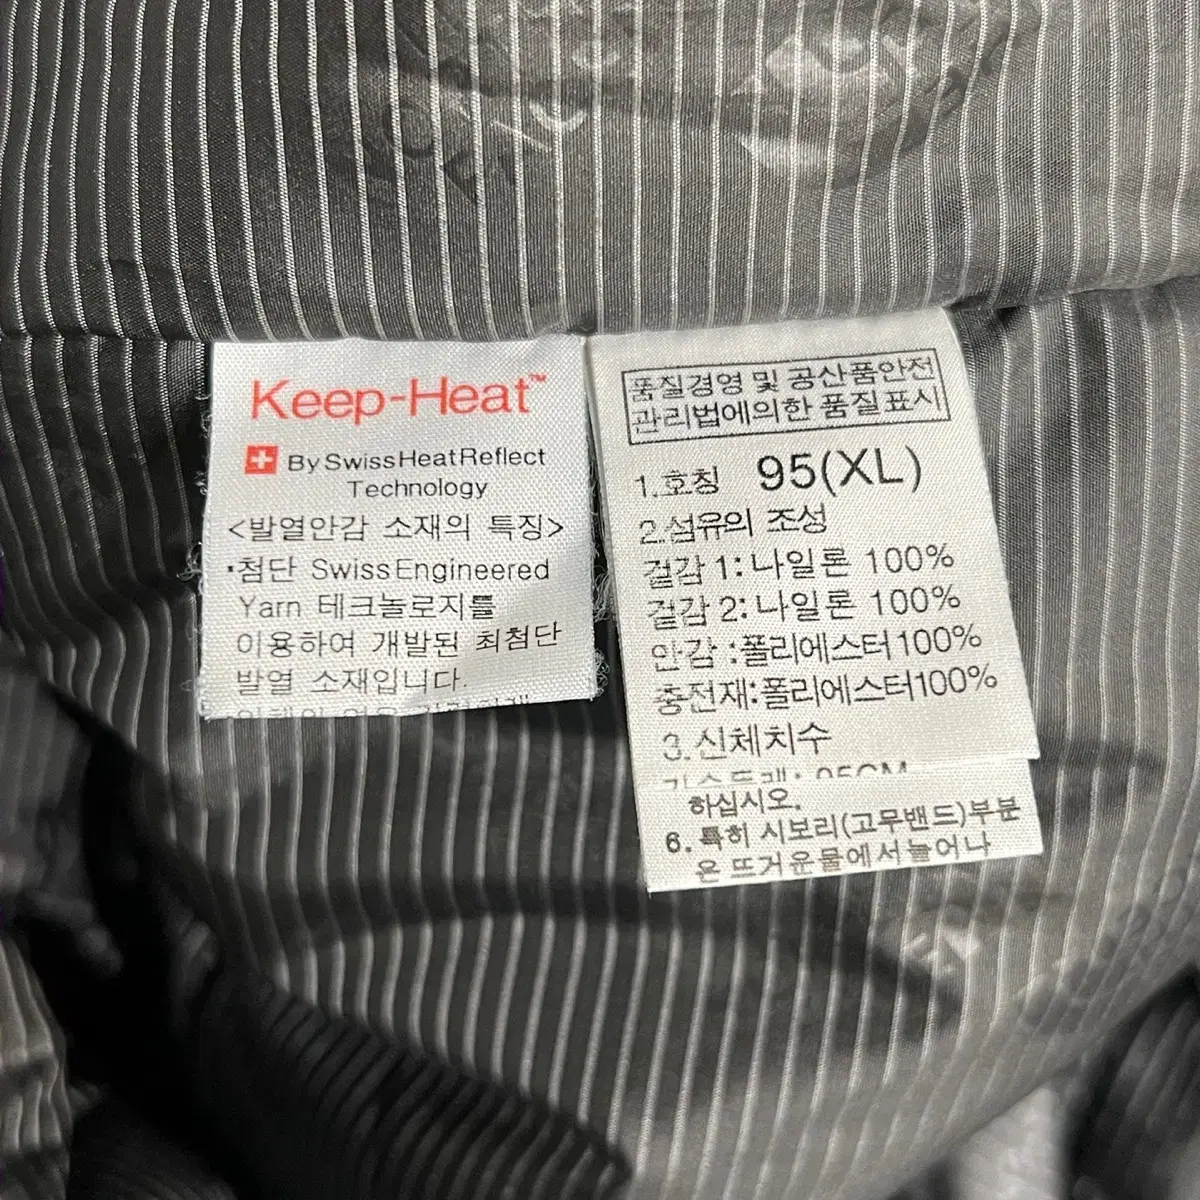 Keep-Heat™
By SwissHeatReflect
Technology
<발열안감 소재의 특징>
·첨단 SwissEngineered
Yarn 테크놀로지를
이용하여 개발된 최첨단
발열 소재입니다.
품질경영 및 공산품안전
관리법에의한 품질표시
1.호칭 95(XL)
2.섬유의 조성
겉감 1:나일론 100%
겉감 2:나일론 100%
안감 :폴리에스터100%
충전재:폴리에스터100%
3.신체치수
가슴둘레: 95CM
하십시오.
6.특히 시보리(고무밴드)부분
은 뜨거운물에서늘어나